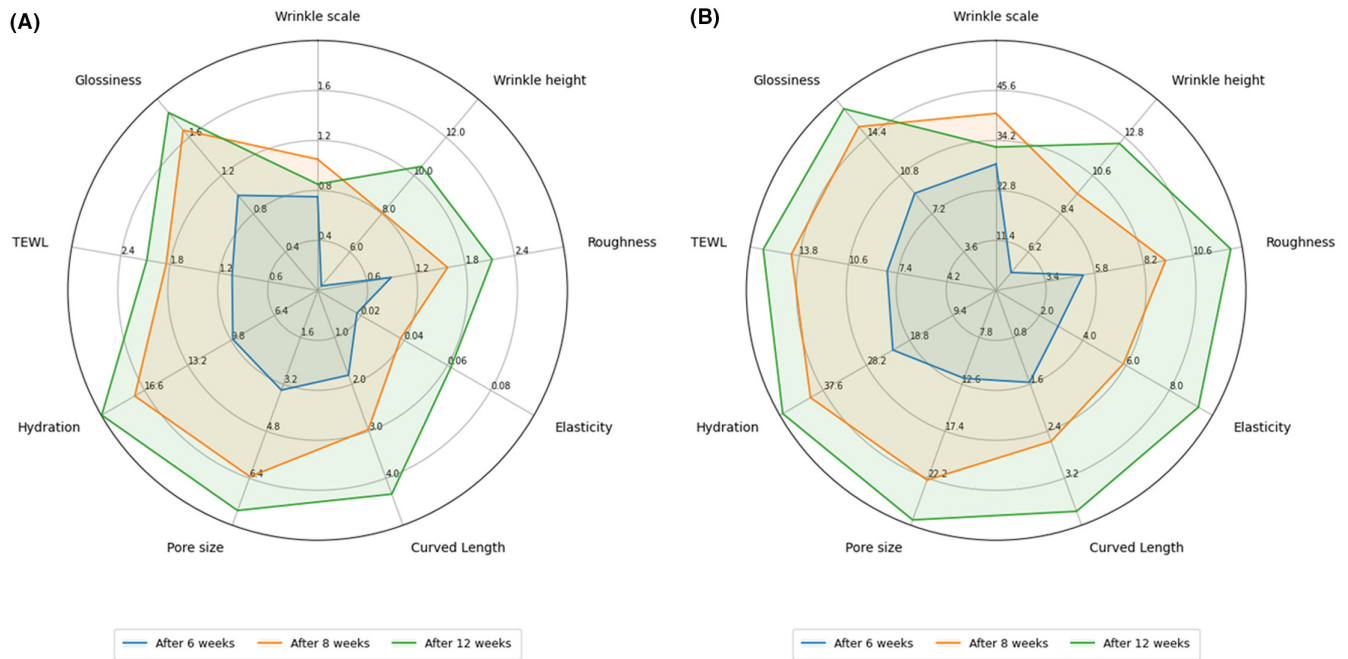 (A)
Wrinkle scale
Wrinkle height
Roughness
Elasticity
Curved Length
Pore size
Hydration
TEWL
Glossiness
0.4
0.8
1.2
1.6
6.0
8.0
10.0
12.0
0.6
1.2
1.8
2.4
0.02
0.04
0.06
0.08
1.0
2.0
3.0
4.0
1.6
3.2
4.8
6.4
6.4
9.8
13.2
16.6
0.6
1.2
1.8
2.4
0.4
0.8
1.2
1.6
After 6 weeks
After 8 weeks
After 12 weeks
(B)
Wrinkle scale
Wrinkle height
Roughness
Elasticity
Curved Length
Pore size
Hydration
TEWL
Glossiness
11.4
22.8
34.2
45.6
6.2
8.4
10.6
12.8
3.4
5.8
8.2
10.6
2.0
4.0
6.0
8.0
0.8
1.6
2.4
3.2
7.8
12.6
17.4
22.2
9.4
18.8
28.2
37.6
4.2
7.4
10.6
13.8
3.6
7.2
10.8
14.4
After 6 weeks
After 8 weeks
After 12 weeks